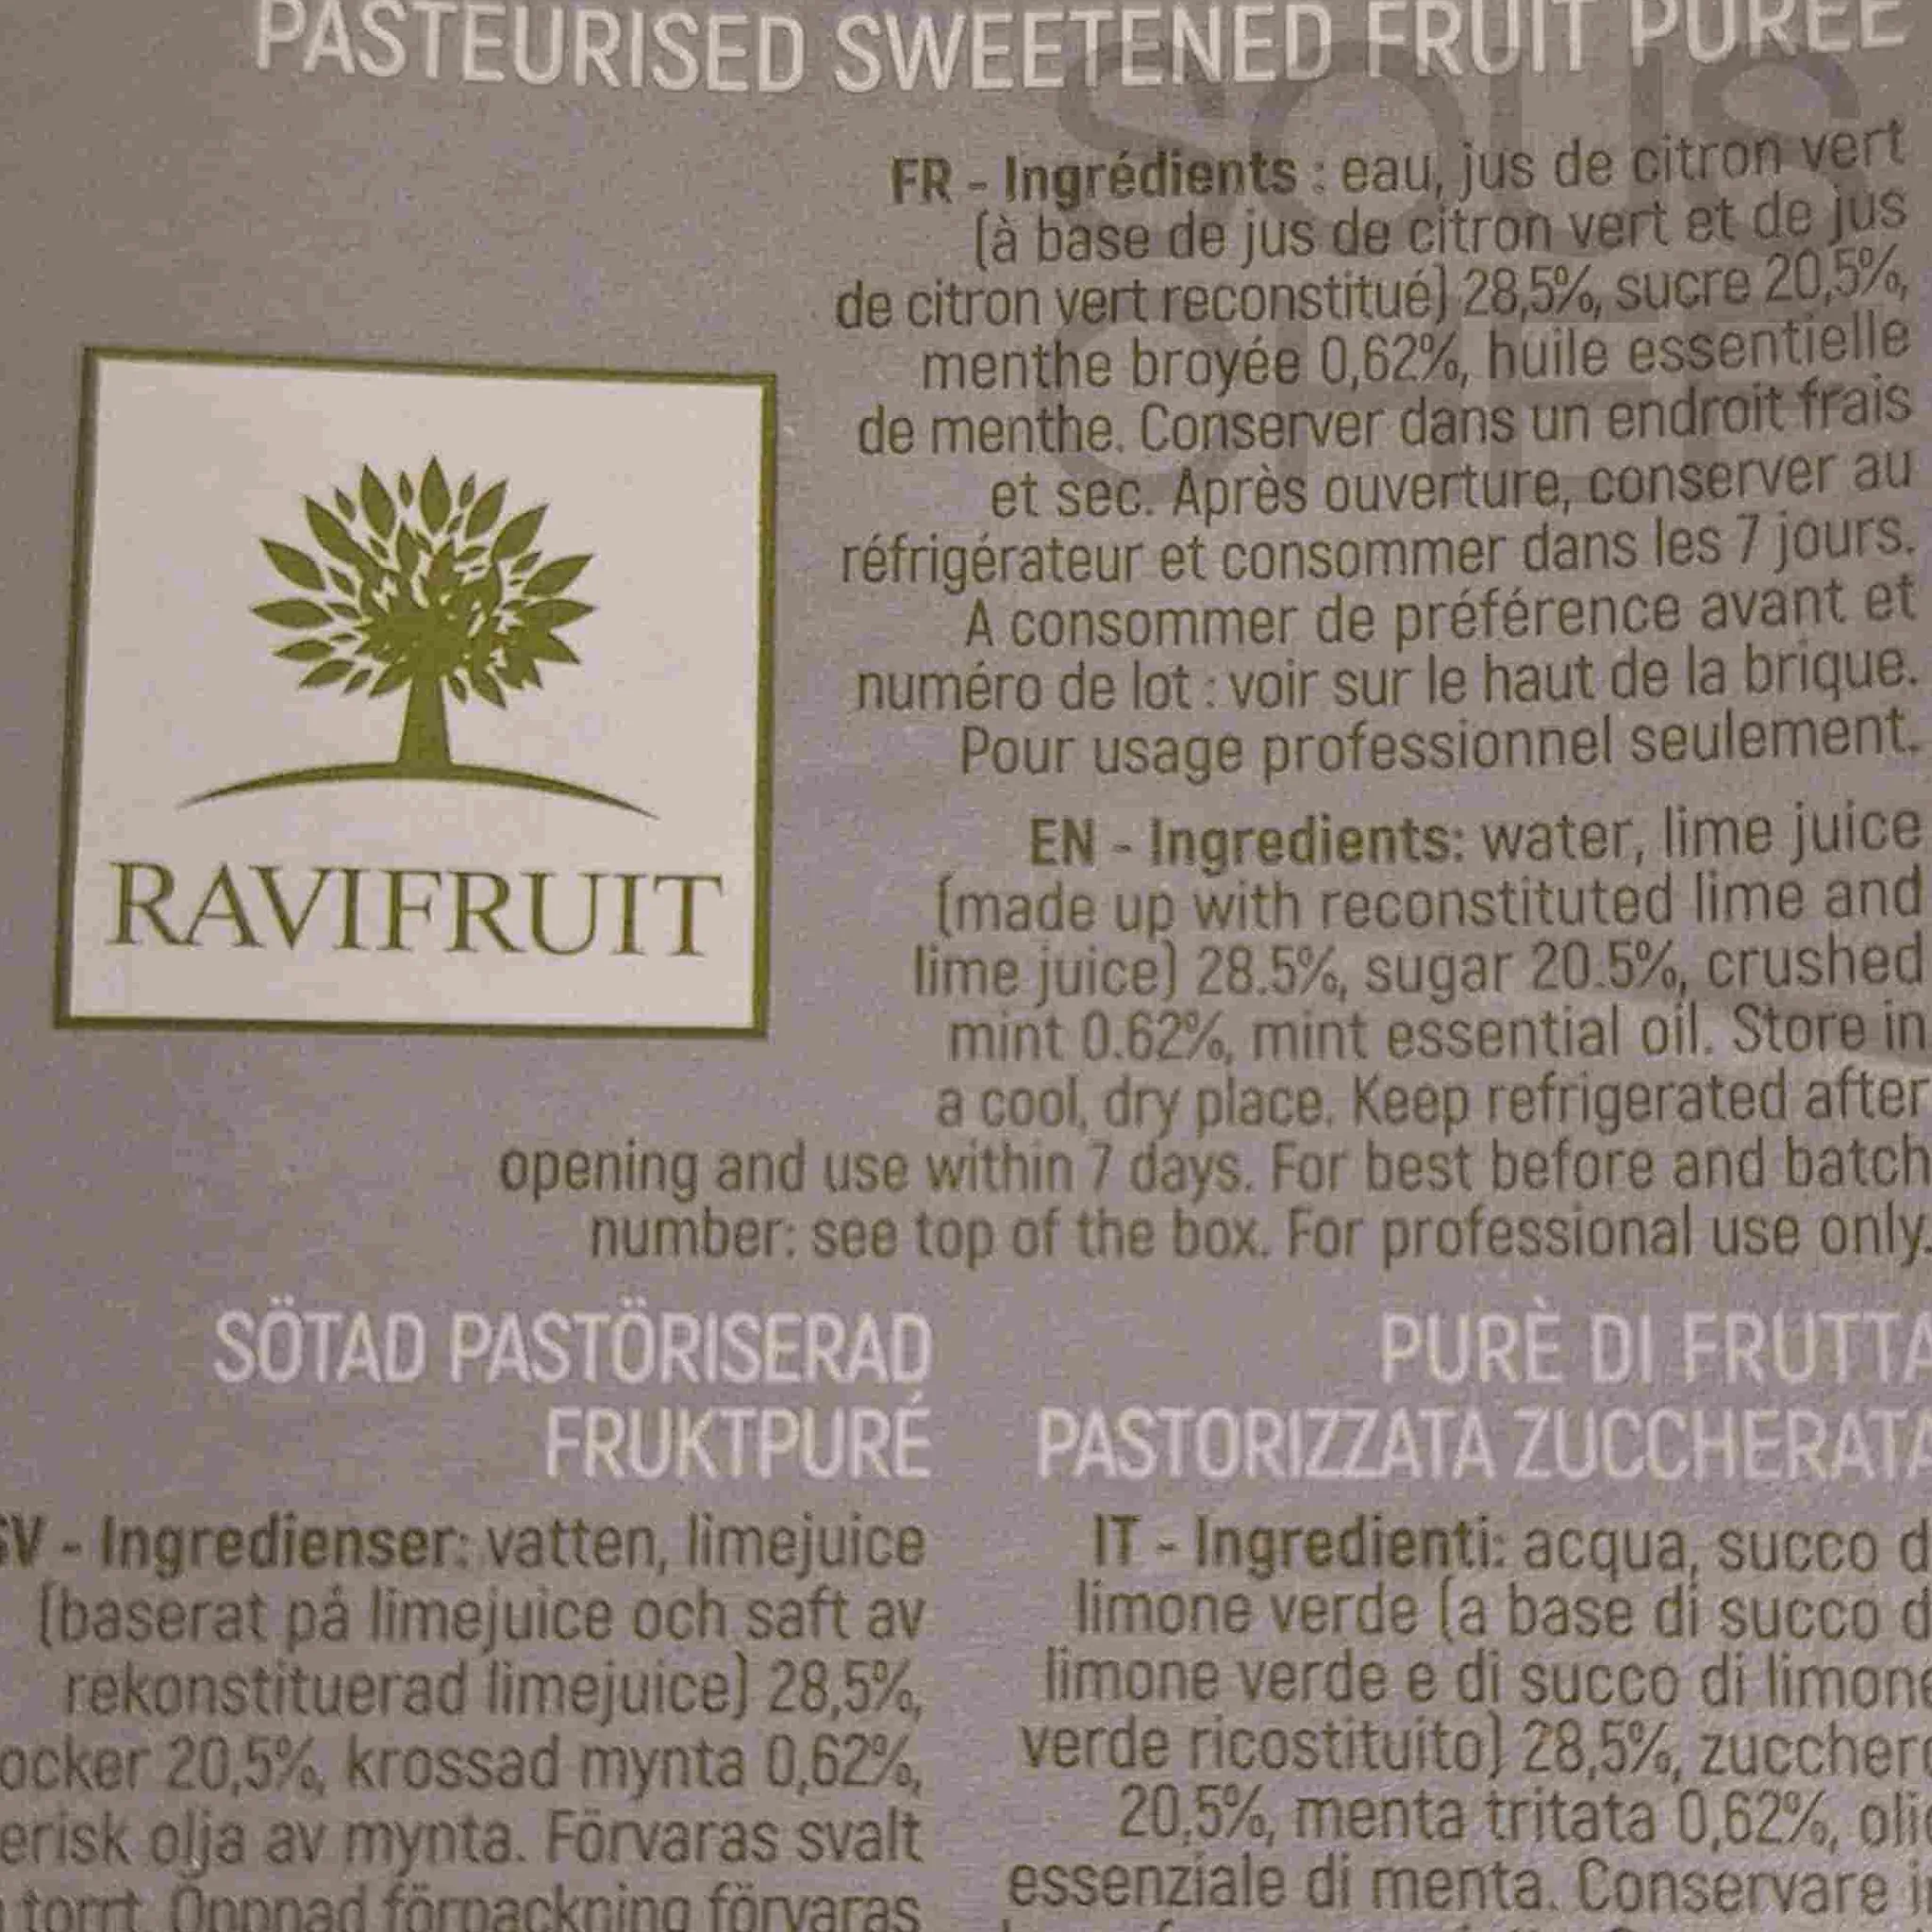 PASTEURISED SWEETENED FRUIT PUREE
SOUS
CHEF
FR - Ingrédients : eau, jus de citron vert
(à base de jus de citron vert et de jus
de citron vert reconstitué) 28,5%, sucre 20,5%,
menthe broyée 0,62%, huile essentielle
de menthe. Conserver dans un endroit frais
et sec. Après ouverture, conserver au
réfrigérateur et consommer dans les 7 jours.
A consommer de préférence avant et
numéro de lot : voir sur le haut de la brique.
Pour usage professionnel seulement.
RAVIFRUIT
EN - Ingredients: water, lime juice
(made up with reconstituted lime and
lime juice) 28.5%, sugar 20.5%, crushed
mint 0.62%, mint essential oil. Store in
a cool, dry place. Keep refrigerated after
opening and use within 7 days. For best before and batch
number: see top of the box. For professional use only.
SÖTAD PASTÖRISERAD
FRUKTPURÉ
SV - Ingredienser: vatten, limejuice
(baserat på limejuice och saft av
rekonstituerad limejuice) 28,5%,
ocker 20,5%, krossad mynta 0,62%,
erisk olja av mynta. Förvaras svalt
torrt. Öppnad förpackning förvaras
PURÈ DI FRUTTA
PASTORIZZATA ZUCCHERATA
IT - Ingredienti: acqua, succo d
limone verde (a base di succo d
limone verde e di succo di limon
verde ricostituito) 28,5%, zucchero
20,5%, menta tritata 0,62%, oli
essenziale di menta. Conservare i